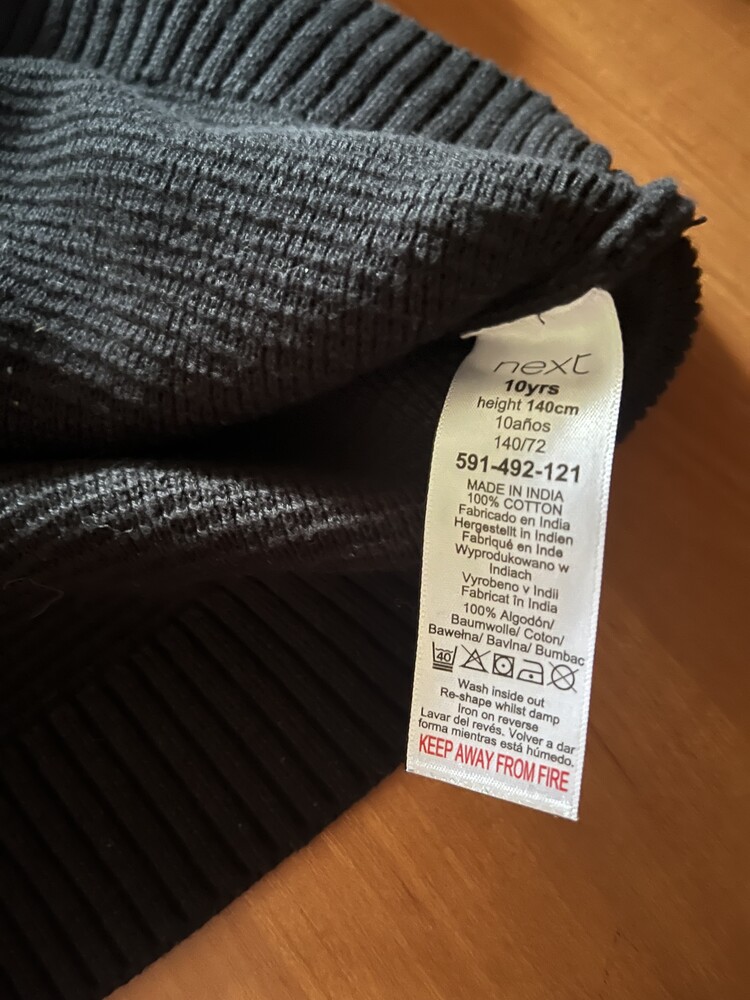 next
10yrs
height 140cm
10años
140/72
591-492-121
MADE IN INDIA
100% COTTON
Fabricado en India
Hergestellt in Indien
Fabriqué en Inde
Wyprodukowano w
Indiach
Vyrobeno v Indii
Fabricat în India
100% Algodón/
Baumwolle/ Coton/
Bawełna/ Bavlna/ Bumbac
40
Wash inside out
Re-shape whilst damp
Iron on reverse
Lavar del revés. Volver a dar
forma mientras está húmedo.
KEEP AWAY FROM FIRE